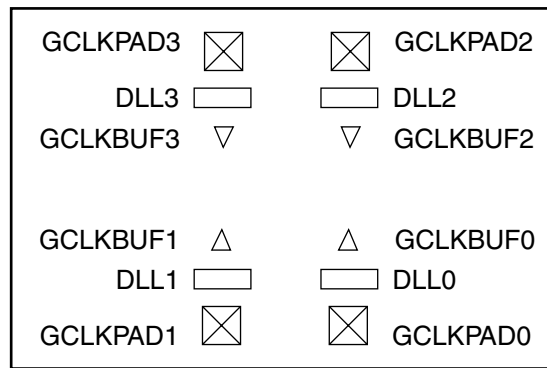 GCLKPAD3 GCLKPAD2
DLL3 DLL2
GCLKBUF3 GCLKBUF2
GCLKBUF1 GCLKBUF0
DLL1 DLL0
GCLKPAD1 GCLKPAD0